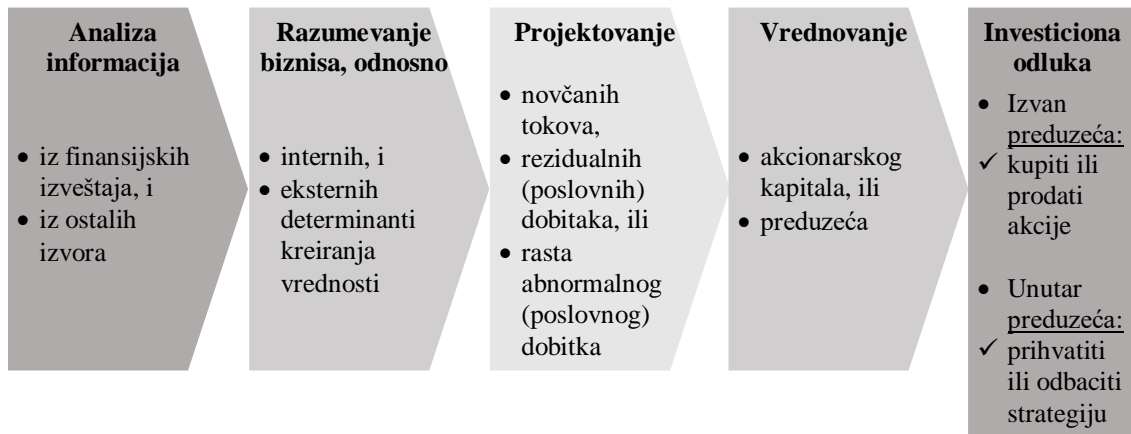 Analiza
informacija
• iz finansijskih
izveštaja, i
• iz ostalih
izvora
Razumevanje
biznisa, odnosno
• internih, i
• eksternih
determinanti
kreiranja
vrednosti
Projektovanje
• novčanih
tokova,
• rezidualnih
(poslovnih)
dobitaka, ili
• rasta
abnormalnog
(poslovnog)
dobitka
Vrednovanje
• akcionarskog
kapitala, ili
• preduzeća
Investiciona
odluka
• Izvan
preduzeća:
✓ kupiti ili
prodati
akcije
• Unutar
preduzeća:
✓ prihvatiti
ili odbaciti
strategiju